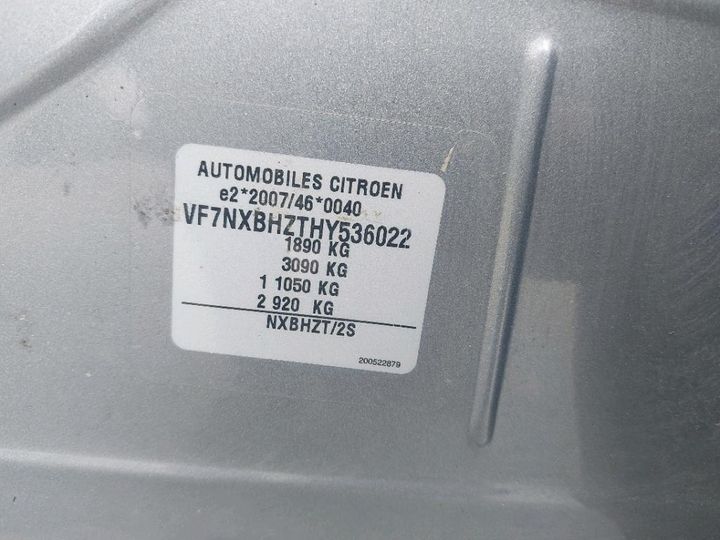 AUTOMOBILES CITROEN
e2*2007/46*0040
VF7NXBHZTHY536022
1890 KG
3090 KG
1 1050 KG
2 920 KG
NXBHZT/2S
200522879